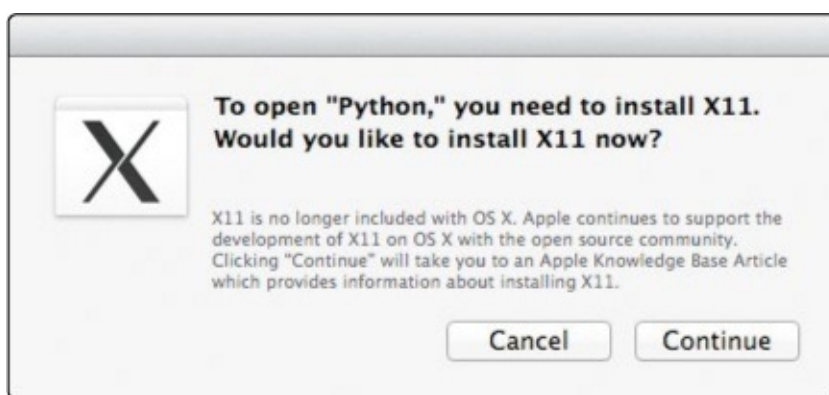 To open "Python," you need to install X11.
Would you like to install X11 now?
X11 is no longer included with OS X. Apple continues to support the
development of X11 on OS X with the open source community.
Clicking "Continue" will take you to an Apple Knowledge Base Article
which provides information about installing X11.
Cancel Continue